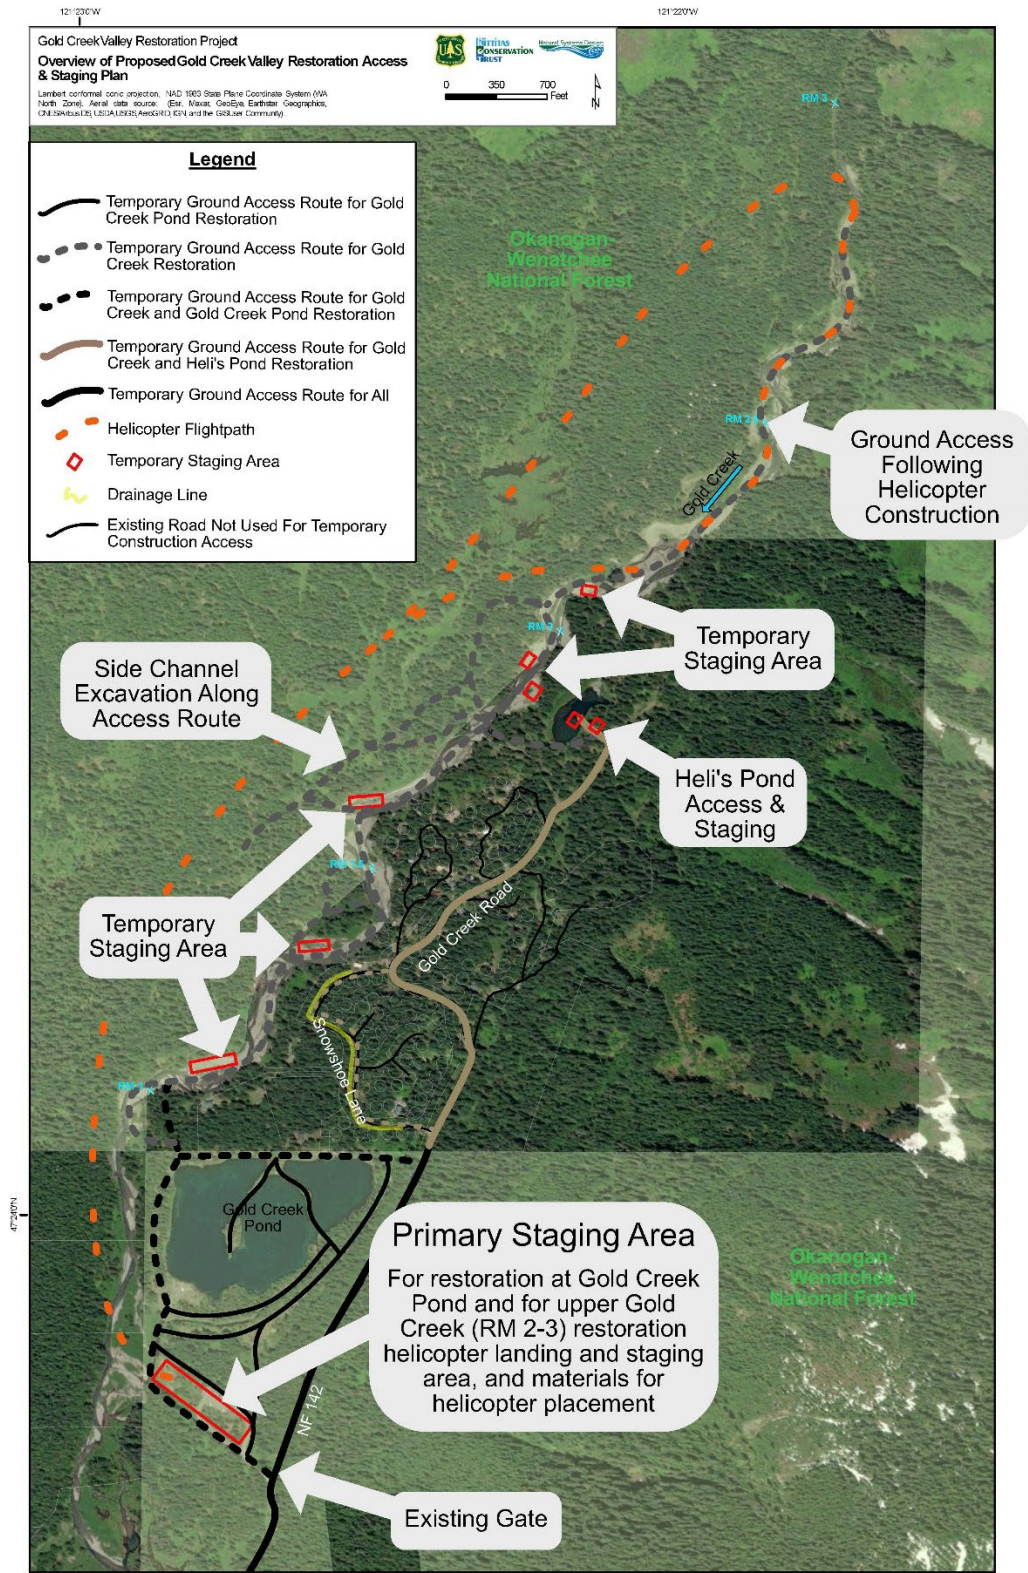 121°23'0"W
121°22'0"W
Gold Creek Valley Restoration Project
Overview of Proposed Gold Creek Valley Restoration Access
& Staging Plan
Lambert conformal conic projection, NAD 1983 State Plane Coordinate System (WA
North Zone). Aerial data source: (Esri, Maxar, GeoEye, Earthstar Geographics,
CNES/Airbus DS, USDA, USGS, AeroGRID, IGN, and the GIS User Community)
UAS
KITTITAS
CONSERVATION
TRUST
Natural Systems Design
0 350 700
Feet
N
Legend
Temporary Ground Access Route for Gold
Creek Pond Restoration
Temporary Ground Access Route for Gold
Creek Restoration
Temporary Ground Access Route for Gold
Creek and Gold Creek Pond Restoration
Temporary Ground Access Route for Gold
Creek and Heli's Pond Restoration
Temporary Ground Access Route for All
Helicopter Flightpath
Temporary Staging Area
Drainage Line
Existing Road Not Used For Temporary
Construction Access
RM 3
Okanogan-
Wenatchee
National Forest
RM 2
Ground Access
Following
Helicopter
Construction
Gold Creek
RM 2
Temporary
Staging Area
Side Channel
Excavation Along
Access Route
Heli's Pond
Access &
Staging
RM 1.5
Temporary
Staging Area
Gold Creek Road
Snowshoe Lane
RM 1
47°24'0"N
Gold Creek
Pond
Primary Staging Area
For restoration at Gold Creek
Pond and for upper Gold
Creek (RM 2-3) restoration
helicopter landing and staging
area, and materials for
helicopter placement
Okanogan-
Wenatchee
National Forest
NF 142
Existing Gate